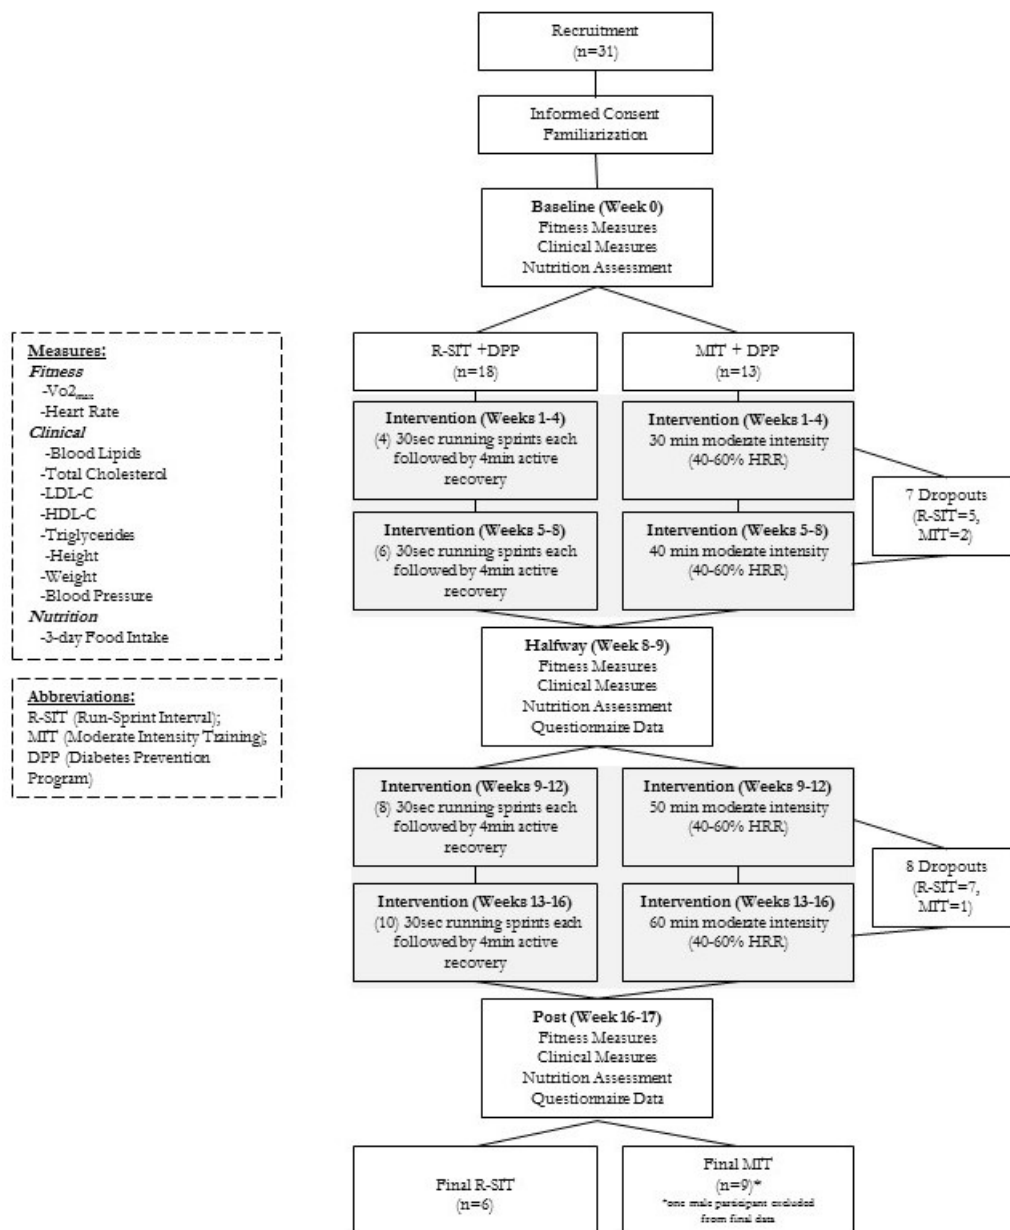 Recruitment
(n=31)
Informed Consent
Familiarization
Baseline (Week 0)
Fitness Measures
Clinical Measures
Nutrition Assessment
R-SIT +DPP
(n=18)
MIT + DPP
(n=13)
Measures:
Fitness
-Vo2max
-Heart Rate
Clinical
-Blood Lipids
-Total Cholesterol
-LDL-C
-HDL-C
-Triglycerides
-Height
-Weight
-Blood Pressure
Nutrition
-3-day Food Intake
Abbreviations:
R-SIT (Run-Sprint Interval);
MIT (Moderate Intensity Training);
DPP (Diabetes Prevention
Program)
Intervention (Weeks 1-4)
(4) 30sec running sprints each
followed by 4min active
recovery
Intervention (Weeks 1-4)
30 min moderate intensity
(40-60% HRR)
Intervention (Weeks 5-8)
(6) 30sec running sprints each
followed by 4min active
recovery
Intervention (Weeks 5-8)
40 min moderate intensity
(40-60% HRR)
7 Dropouts
(R-SIT=5,
MIT=2)
Halfway (Week 8-9)
Fitness Measures
Clinical Measures
Nutrition Assessment
Questionnaire Data
Intervention (Weeks 9-12)
(8) 30sec running sprints each
followed by 4min active
recovery
Intervention (Weeks 9-12)
50 min moderate intensity
(40-60% HRR)
Intervention (Weeks 13-16)
(10) 30sec running sprints each
followed by 4min active
recovery
Intervention (Weeks 13-16)
60 min moderate intensity
(40-60% HRR)
8 Dropouts
(R-SIT=7,
MIT=1)
Post (Week 16-17)
Fitness Measures
Clinical Measures
Nutrition Assessment
Questionnaire Data
Final R-SIT
(n=6)
Final MIT
(n=9)*
*one male participant excluded
from final data